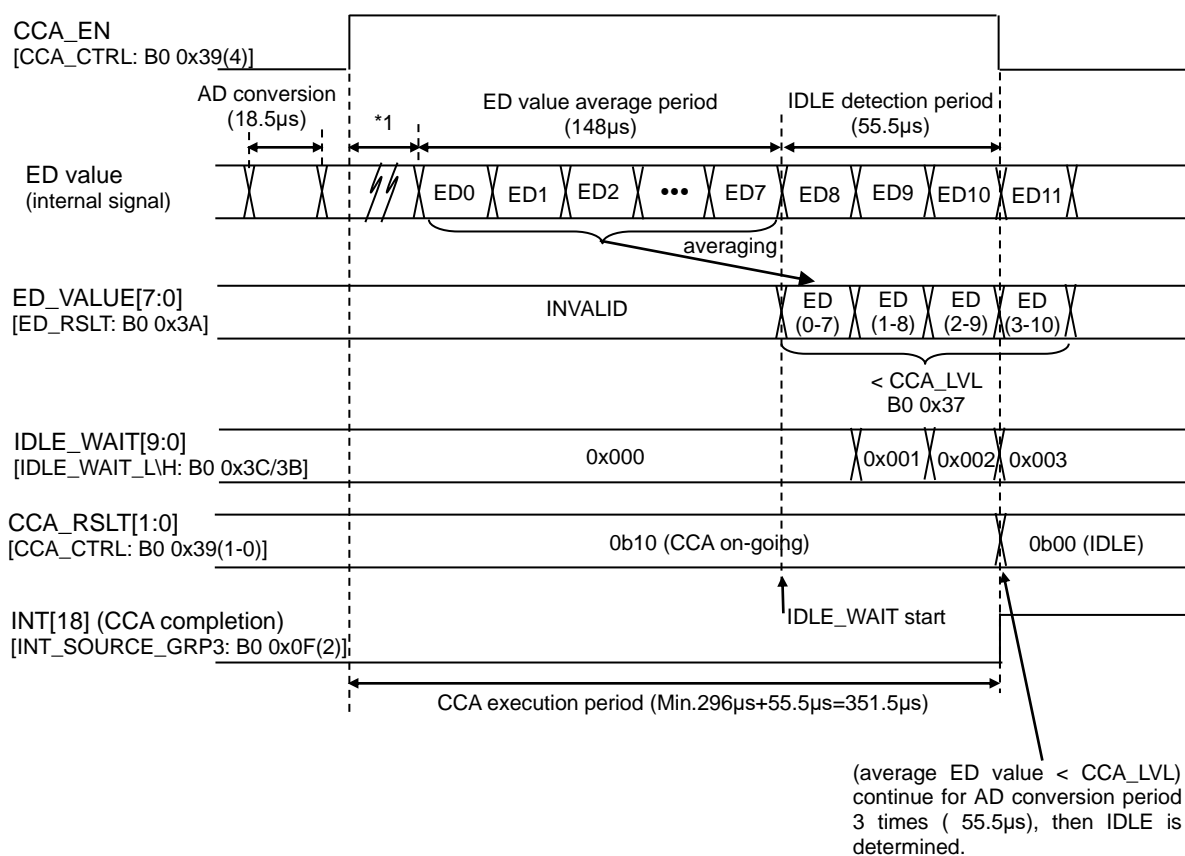 CCA_EN
[CCA_CTRL: B0 0x39(4)]
AD conversion
(18.5µs)
*1
ED value average period
(148µs)
IDLE detection period
(55.5µs)
ED value
(internal signal)
ED0
ED1
ED2
•••
ED7
ED8
ED9
ED10
ED11
averaging
ED_VALUE[7:0]
[ED_RSLT: B0 0x3A]
INVALID
ED
(0-7)
ED
(1-8)
ED
(2-9)
ED
(3-10)
< CCA_LVL
B0 0x37
IDLE_WAIT[9:0]
[IDLE_WAIT_L\H: B0 0x3C/3B]
0x000
0x001
0x002
0x003
CCA_RSLT[1:0]
[CCA_CTRL: B0 0x39(1-0)]
0b10 (CCA on-going)
0b00 (IDLE)
IDLE_WAIT start
INT[18] (CCA completion)
[INT_SOURCE_GRP3: B0 0x0F(2)]
CCA execution period (Min.296µs+55.5µs=351.5µs)
(average ED value < CCA_LVL)
continue for AD conversion period
3 times ( 55.5µs), then IDLE is
determined.